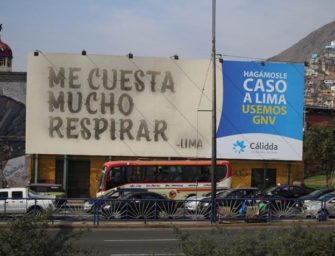 ME CUESTA
MUCHO
RESPIRAR
-LIMA
HAGÁMOSLE
CASO
A LIMA
USEMOS
GNV
Cálidda